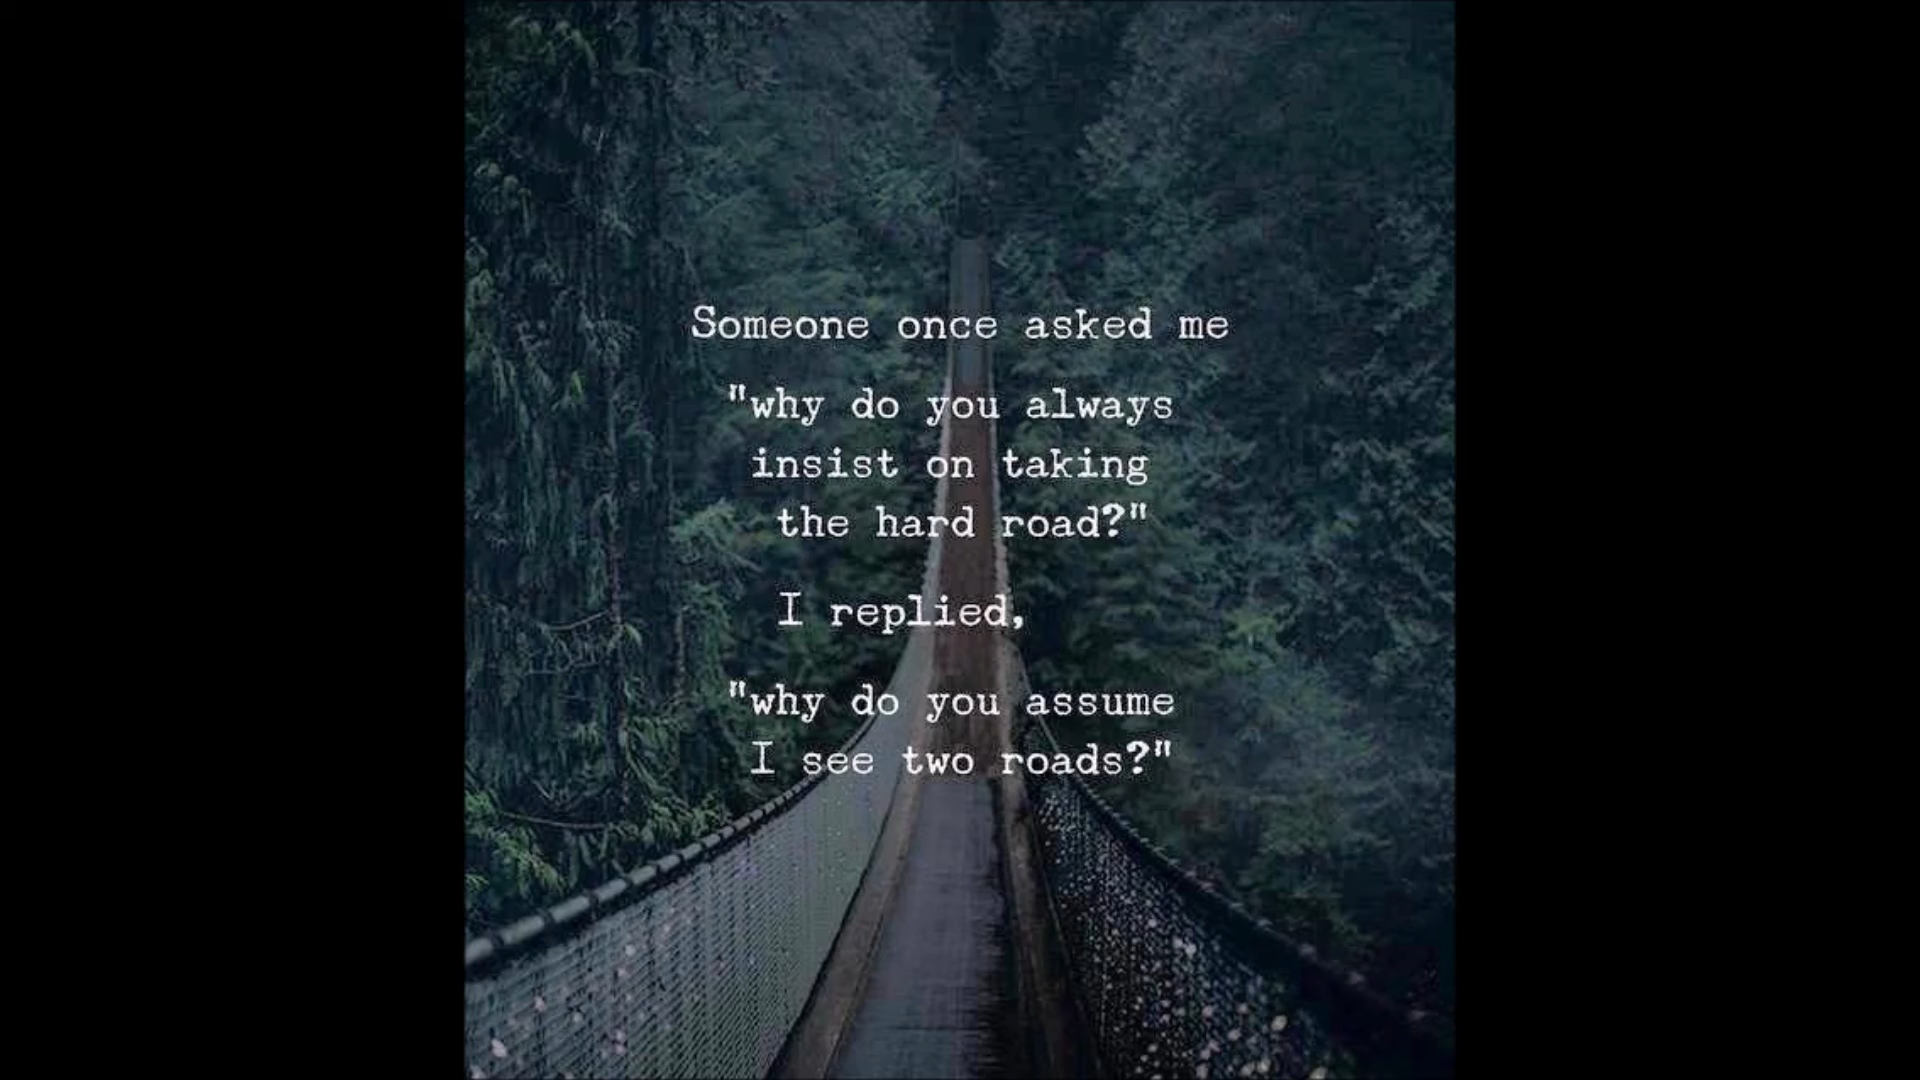 Someone once asked me
"why do you always
insist on taking
the hard road?"
I replied,
"why do you assume
I see two roads?"